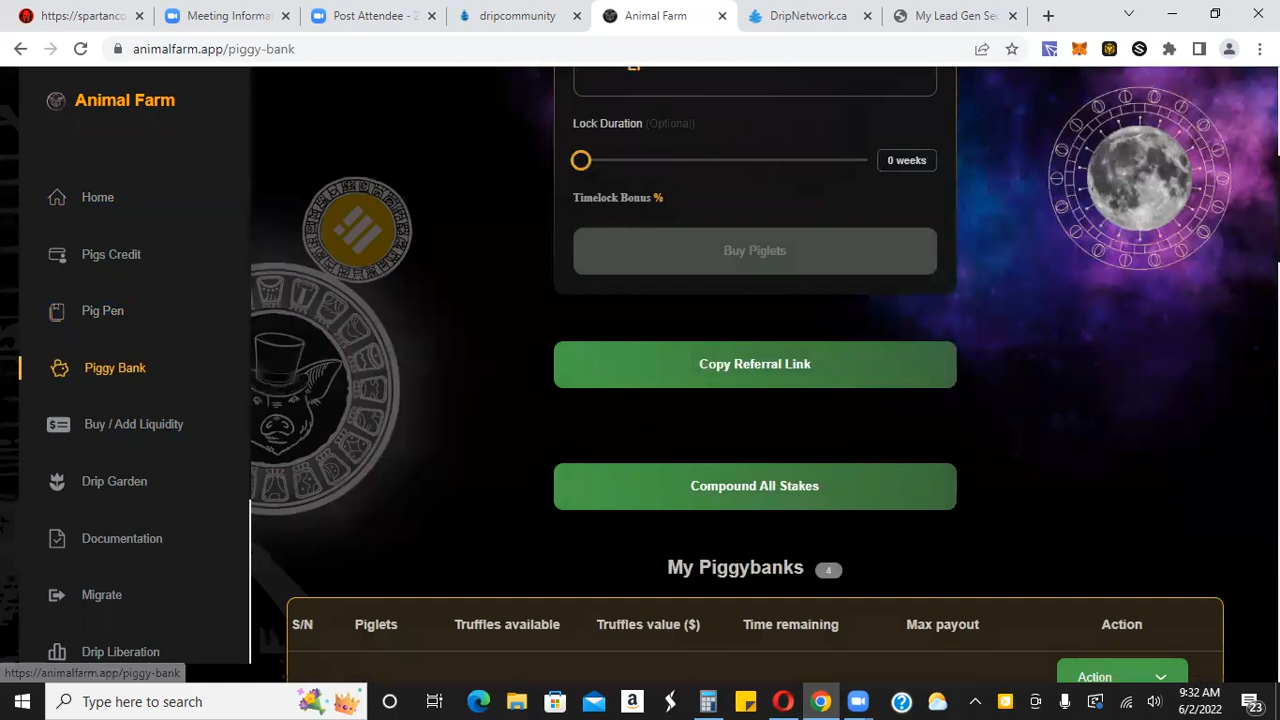 https://spartanco
Meeting Informa
Post Attendee - Z
dripcommunity
Animal Farm
DripNetwork.ca
My Lead Gen Sec
animalfarm.app/piggy-bank
Animal Farm
Home
Pigs Credit
Pig Pen
Piggy Bank
Buy / Add Liquidity
Drip Garden
Documentation
Migrate
Drip Liberation
https://animalfarm.app/piggy-bank
Lock Duration (Optional)
0 weeks
Timelock Bonus %
Buy Piglets
Copy Referral Link
Compound All Stakes
My Piggybanks 4
S/N Piglets Truffles available Truffles value ($) Time remaining Max payout Action
Action
Type here to search
9:32 AM
6/2/2022
23